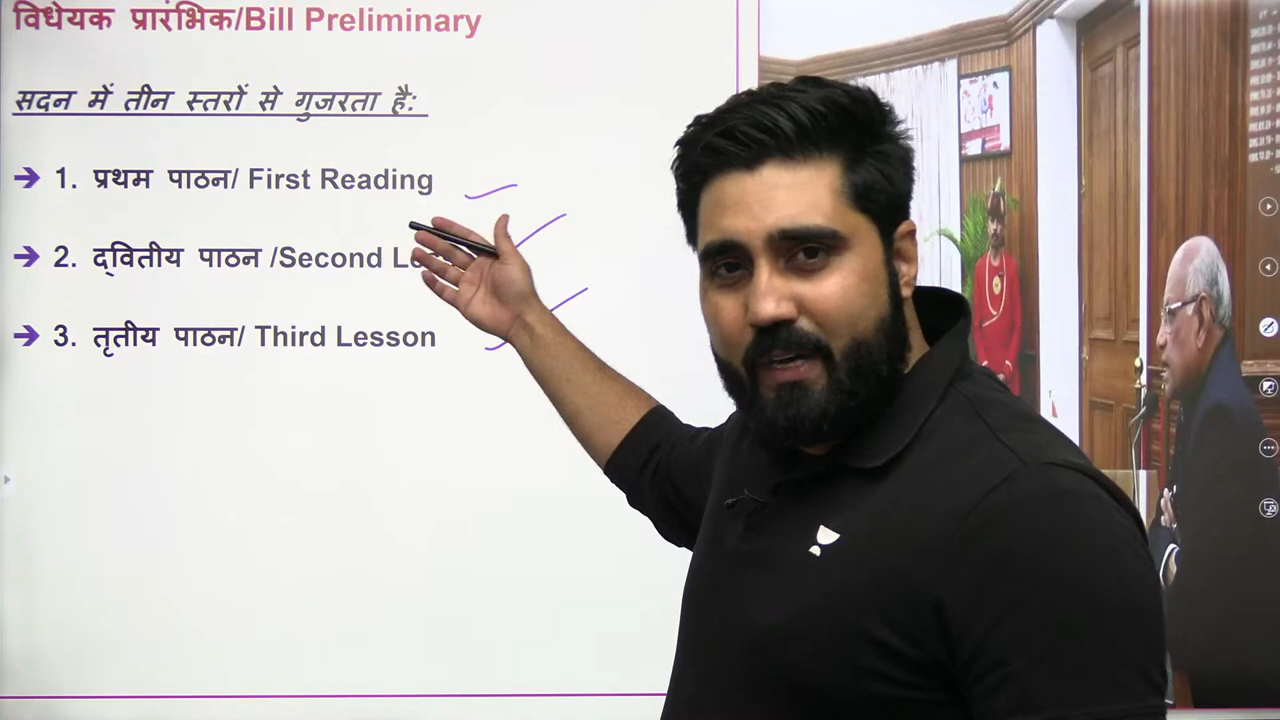 विधेयक प्रारंभिक/Bill Preliminary
सदन में तीन स्तरों से गुजरता है:
→ 1. प्रथम पाठन/ First Reading
→ 2. द्वितीय पाठन /Second
→ 3. तृतीय पाठन/ Third Lesson